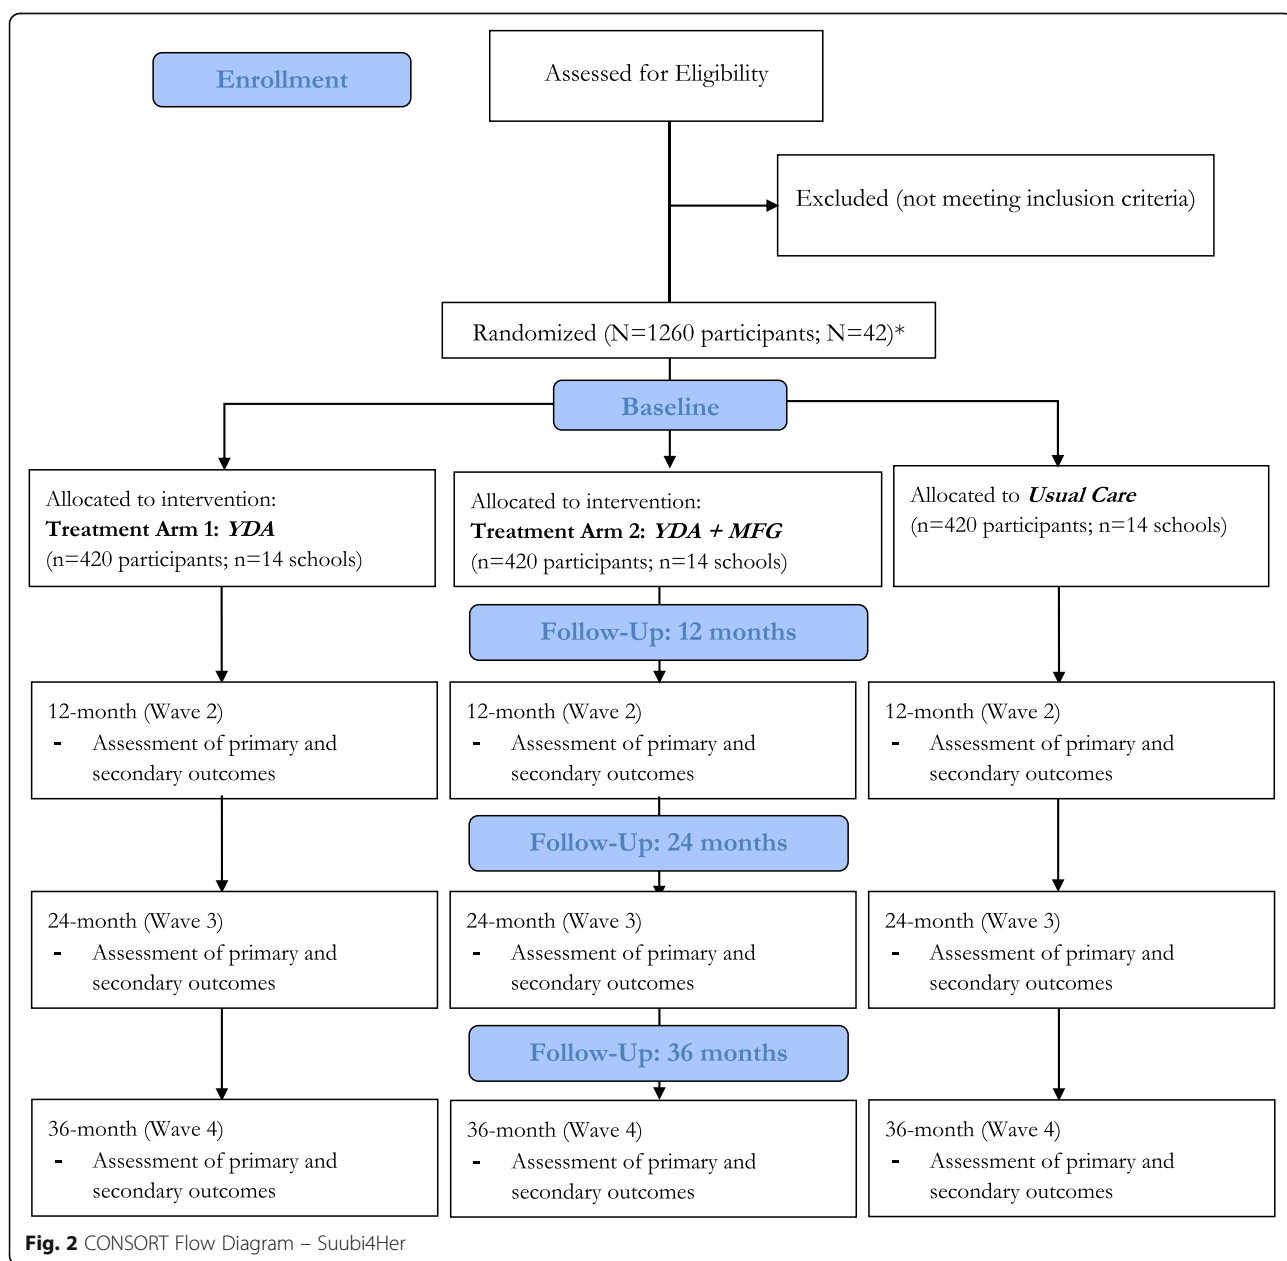 Enrollment
Assessed for Eligibility
Excluded (not meeting inclusion criteria)
Randomized (N=1260 participants; N=42)*
Baseline
Allocated to intervention:
Treatment Arm 1: YDA
(n=420 participants; n=14 schools)
Allocated to intervention:
Treatment Arm 2: YDA + MFG
(n=420 participants; n=14 schools)
Allocated to Usual Care
(n=420 participants; n=14 schools)
Follow-Up: 12 months
12-month (Wave 2)
- Assessment of primary and
secondary outcomes
12-month (Wave 2)
- Assessment of primary and
secondary outcomes
12-month (Wave 2)
- Assessment of primary and
secondary outcomes
Follow-Up: 24 months
24-month (Wave 3)
- Assessment of primary and
secondary outcomes
24-month (Wave 3)
- Assessment of primary and
secondary outcomes
24-month (Wave 3)
- Assessment of primary and
secondary outcomes
Follow-Up: 36 months
36-month (Wave 4)
- Assessment of primary and
secondary outcomes
36-month (Wave 4)
- Assessment of primary and
secondary outcomes
36-month (Wave 4)
- Assessment of primary and
secondary outcomes
Fig. 2 CONSORT Flow Diagram – Suubi4Her